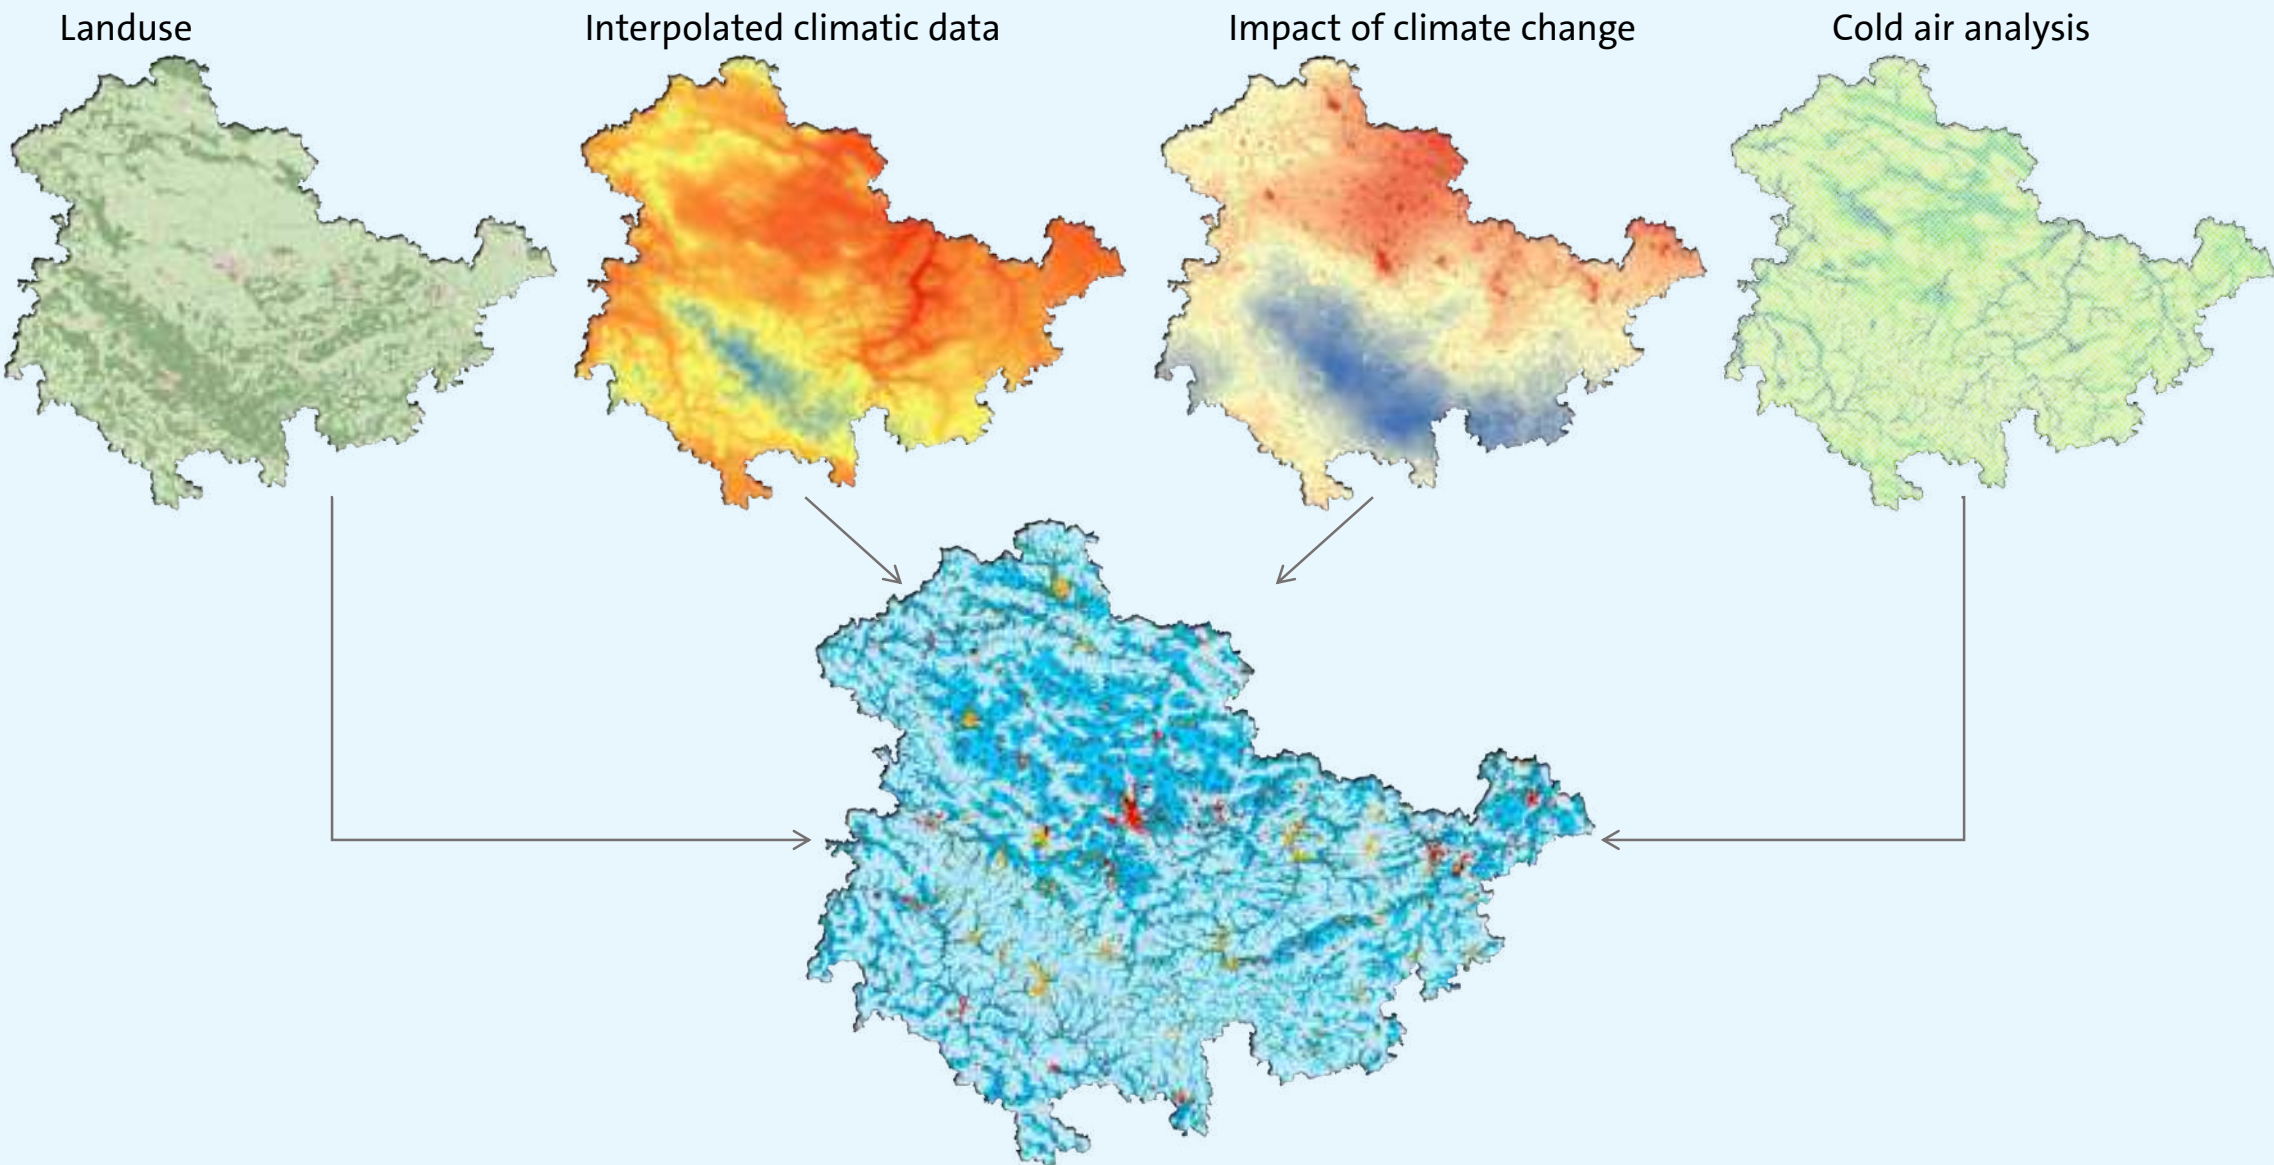 Landuse
Interpolated climatic data
Impact of climate change
Cold air analysis